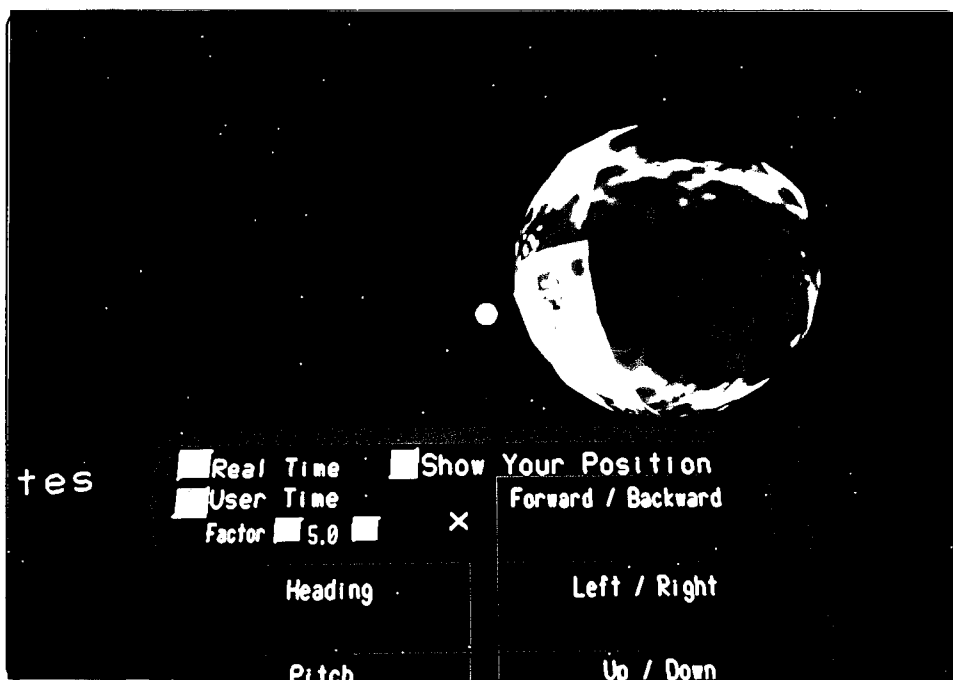 tes
Real Time
Show Your Position
User Time
Forward / Backward
Factor 5.0
Heading
Left / Right
Pitch
Up / Down